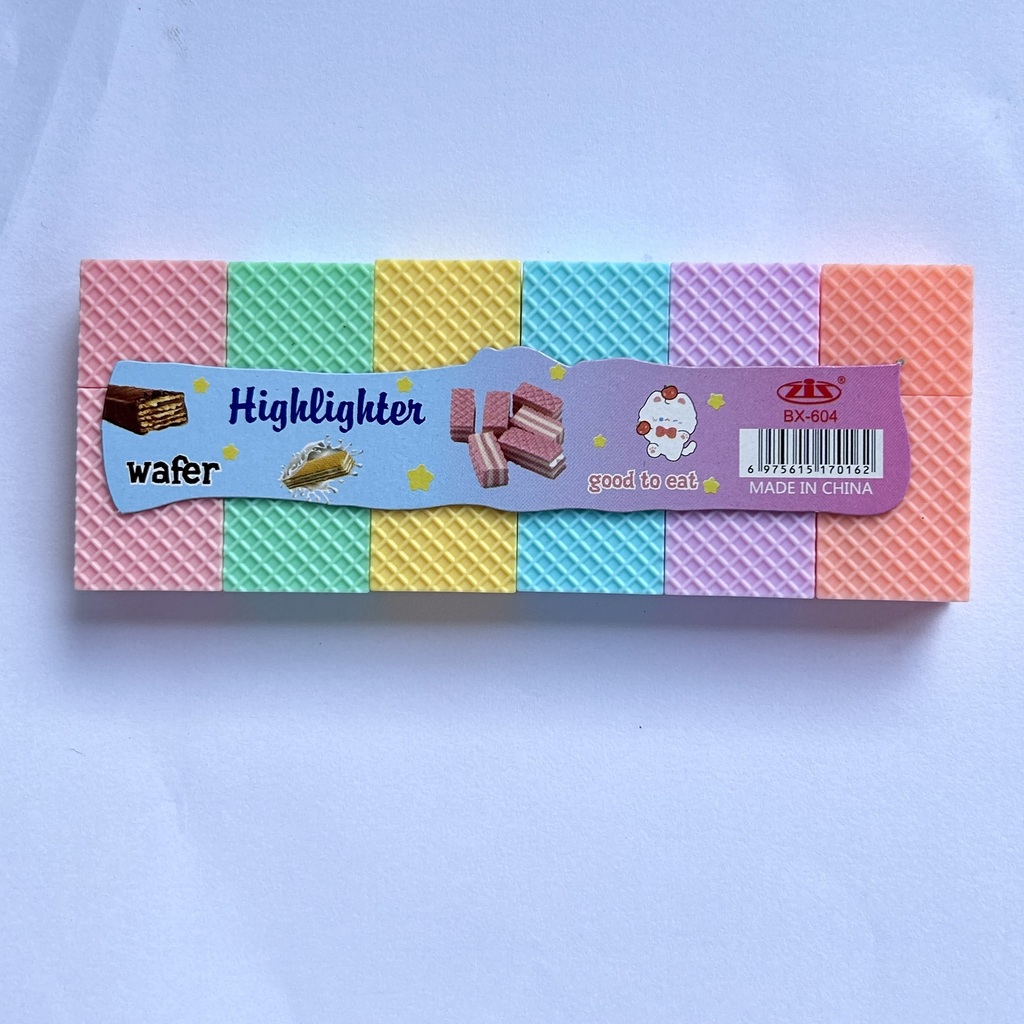 Highlighter
wafer
good to eat
ZIS®
BX-604
6 975615 170162
MADE IN CHINA